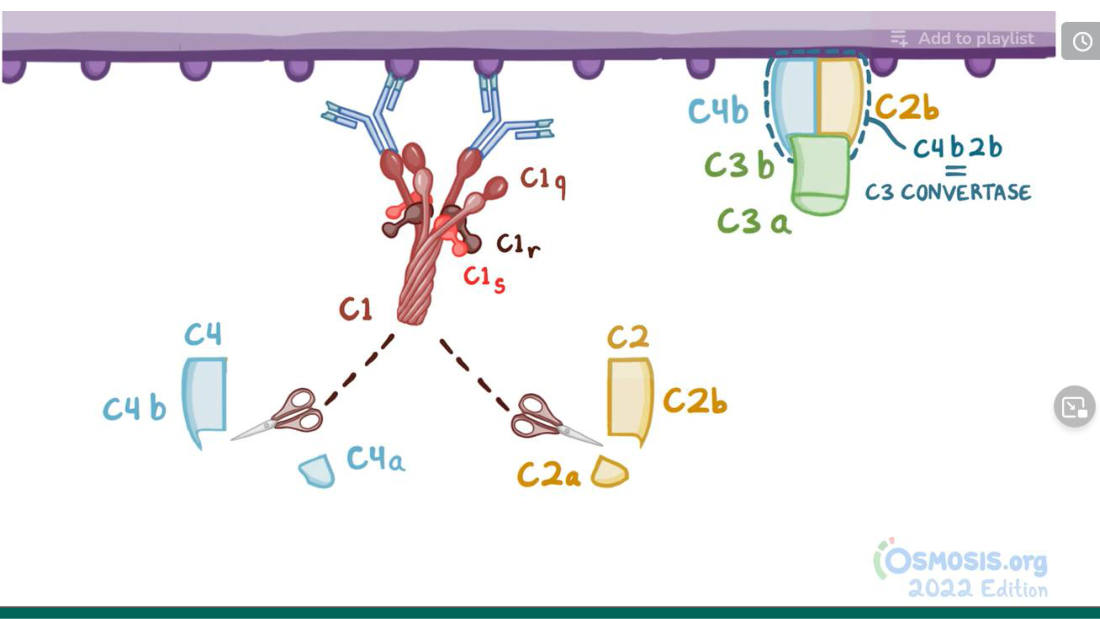 Add to playlist
C4b
C2b
C4b2b
=
C3 CONVERTASE
C3b
C3a
C1q
C1r
C1s
C1
C4
C4b
C4a
C2
C2b
C2a
OSMOSIS.org
2022 Edition